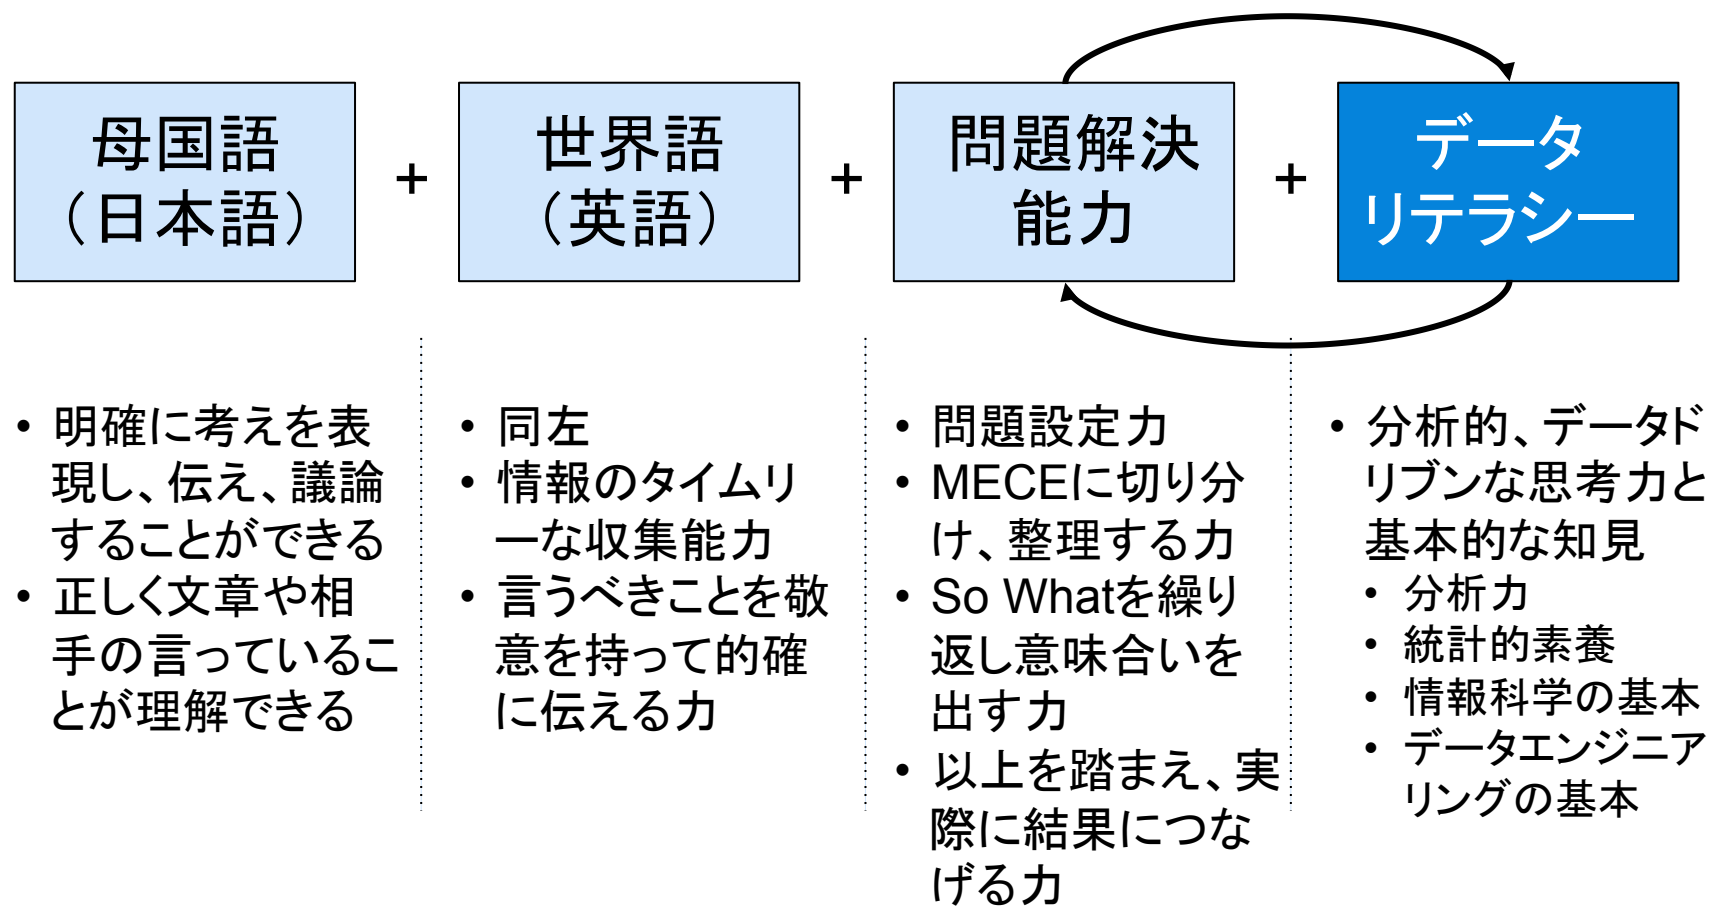 母国語
（日本語）
+
世界語
（英語）
+
問題解決
能力
+
データ
リテラシー
• 明確に考えを表
現し、伝え、議論
することができる
• 正しく文章や相
手の言っているこ
とが理解できる
• 同左
• 情報のタイムリ
ーな収集能力
• 言うべきことを敬
意を持って的確
に伝える力
• 問題設定力
• MECEに切り分
け、整理する力
• So Whatを繰り
返し意味合いを
出す力
• 以上を踏まえ、実
際に結果につな
げる力
• 分析的、データド
リブンな思考力と
基本的な知見
• 分析力
• 統計的素養
• 情報科学の基本
• データエンジニア
リングの基本